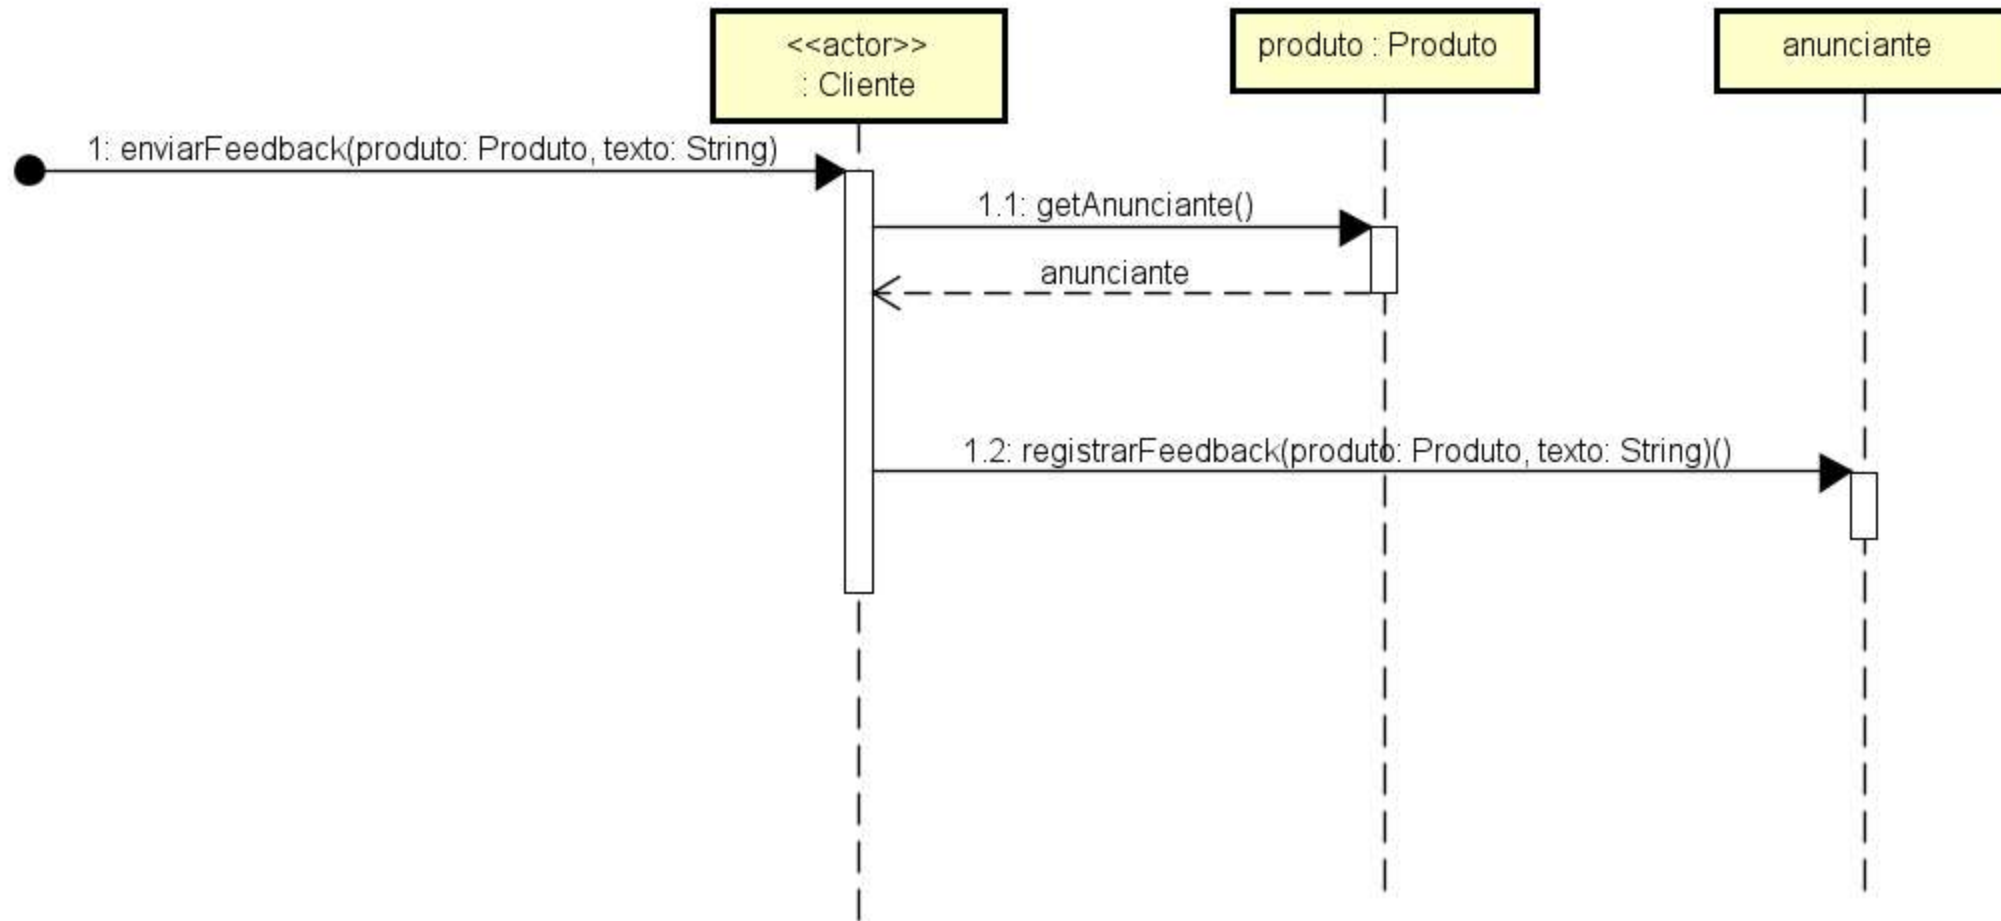 <<actor>>
: Cliente
produto : Produto
anunciante
1: enviarFeedback(produto: Produto, texto: String)
1.1: getAnunciante()
anunciante
1.2: registrarFeedback(produto: Produto, texto: String)()